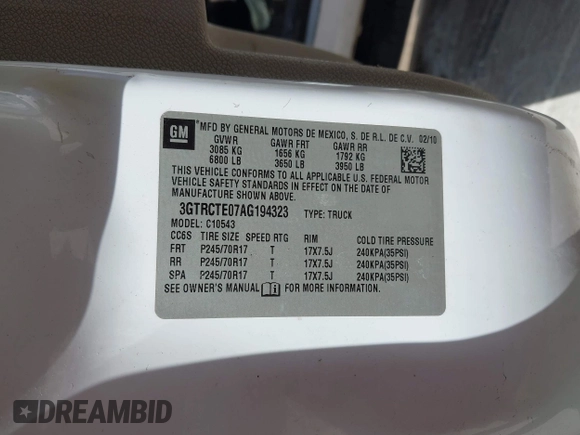 GM MFD BY GENERAL MOTORS DE MEXICO, S. DE R.L. DE C.V. 02/10
GVWR GAWR FRT GAWR RR
3085 KG 1656 KG 1792 KG
6800 LB 3650 LB 3950 LB
THIS VEHICLE CONFORMS TO ALL APPLICABLE U.S. FEDERAL MOTOR
VEHICLE SAFETY STANDARDS IN EFFECT ON THE DATE OF
MANUFACTURE SHOWN ABOVE.
3GTRCTE07AG194323 TYPE: TRUCK
MODEL: C10543
CC6S TIRE SIZE SPEED RTG RIM COLD TIRE PRESSURE
FRT P245/70R17 T 17X7.5J 240KPA(35PSI)
RR P245/70R17 T 17X7.5J 240KPA(35PSI)
SPA P245/70R17 T 17X7.5J 240KPA(35PSI)
SEE OWNER'S MANUAL FOR MORE INFORMATION.
DREAMBID